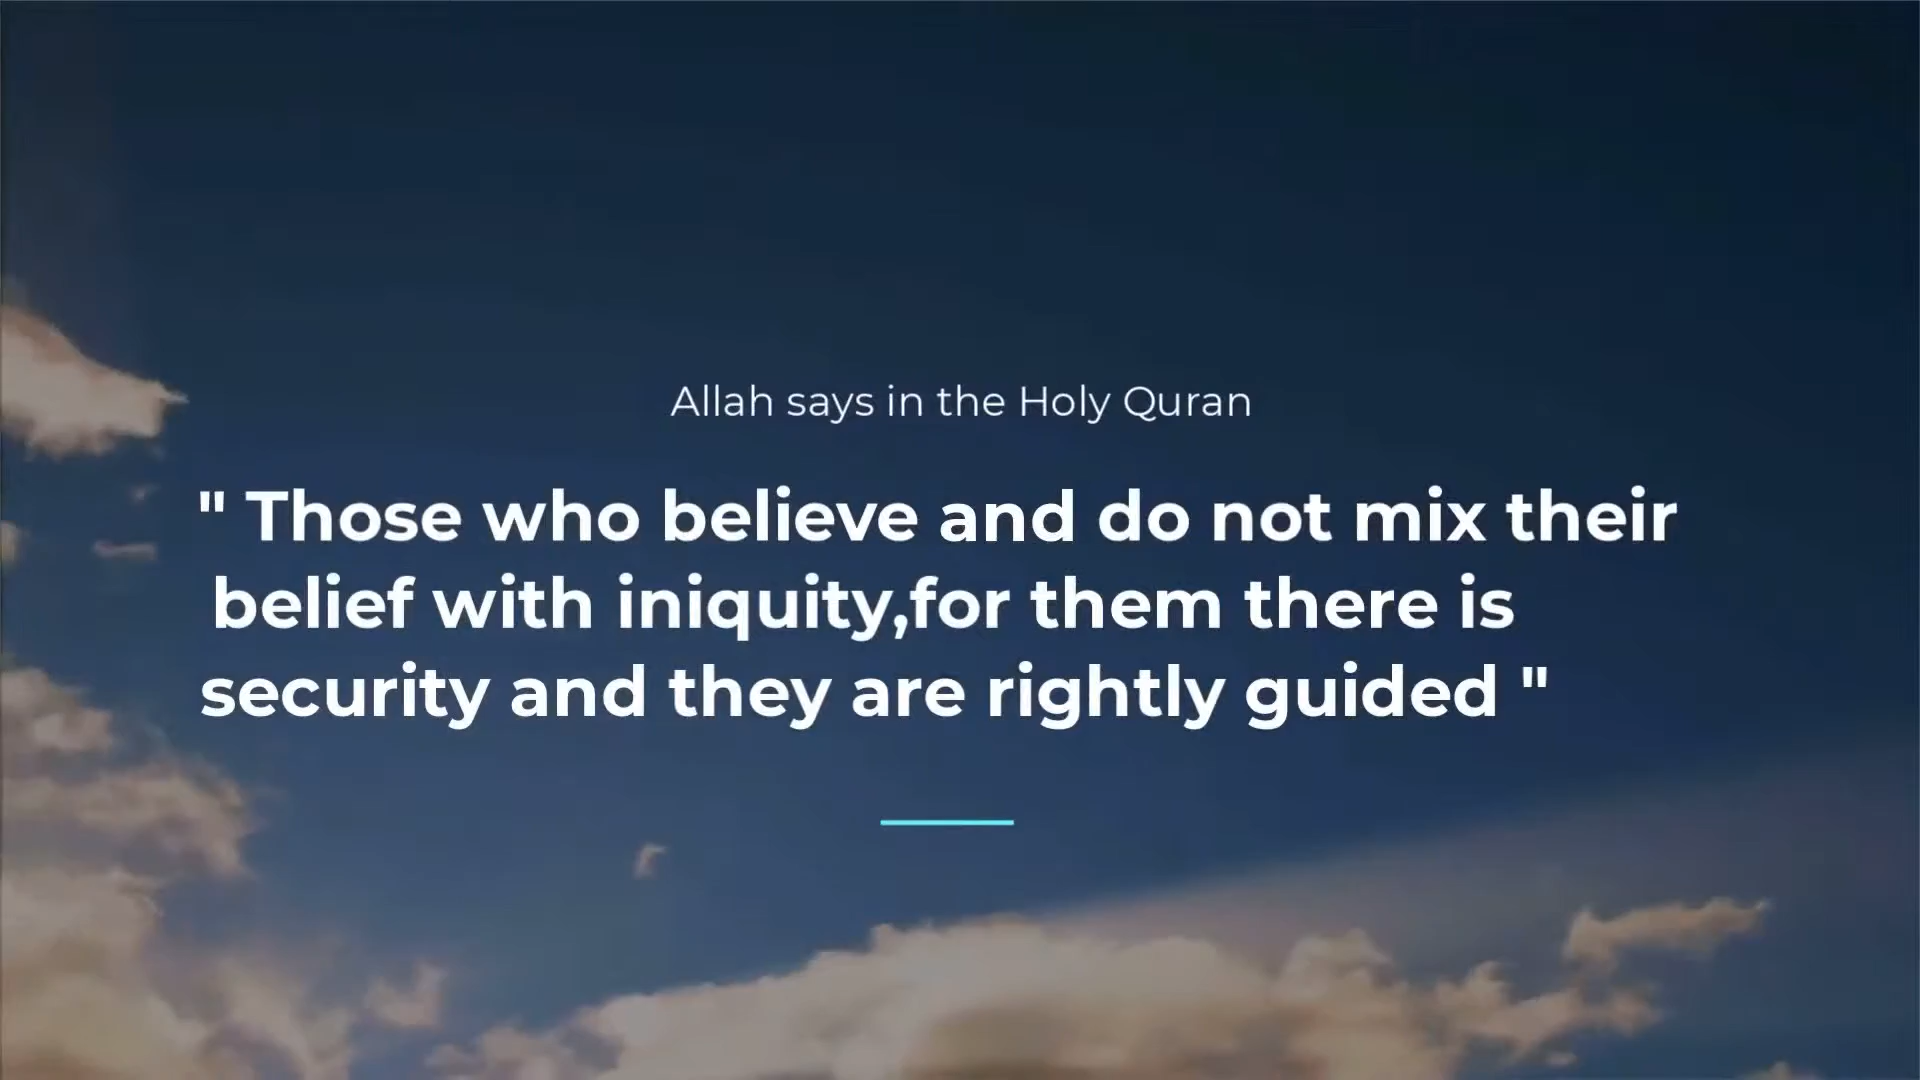 Allah says in the Holy Quran
" Those who believe and do not mix their
belief with iniquity,for them there is
security and they are rightly guided "